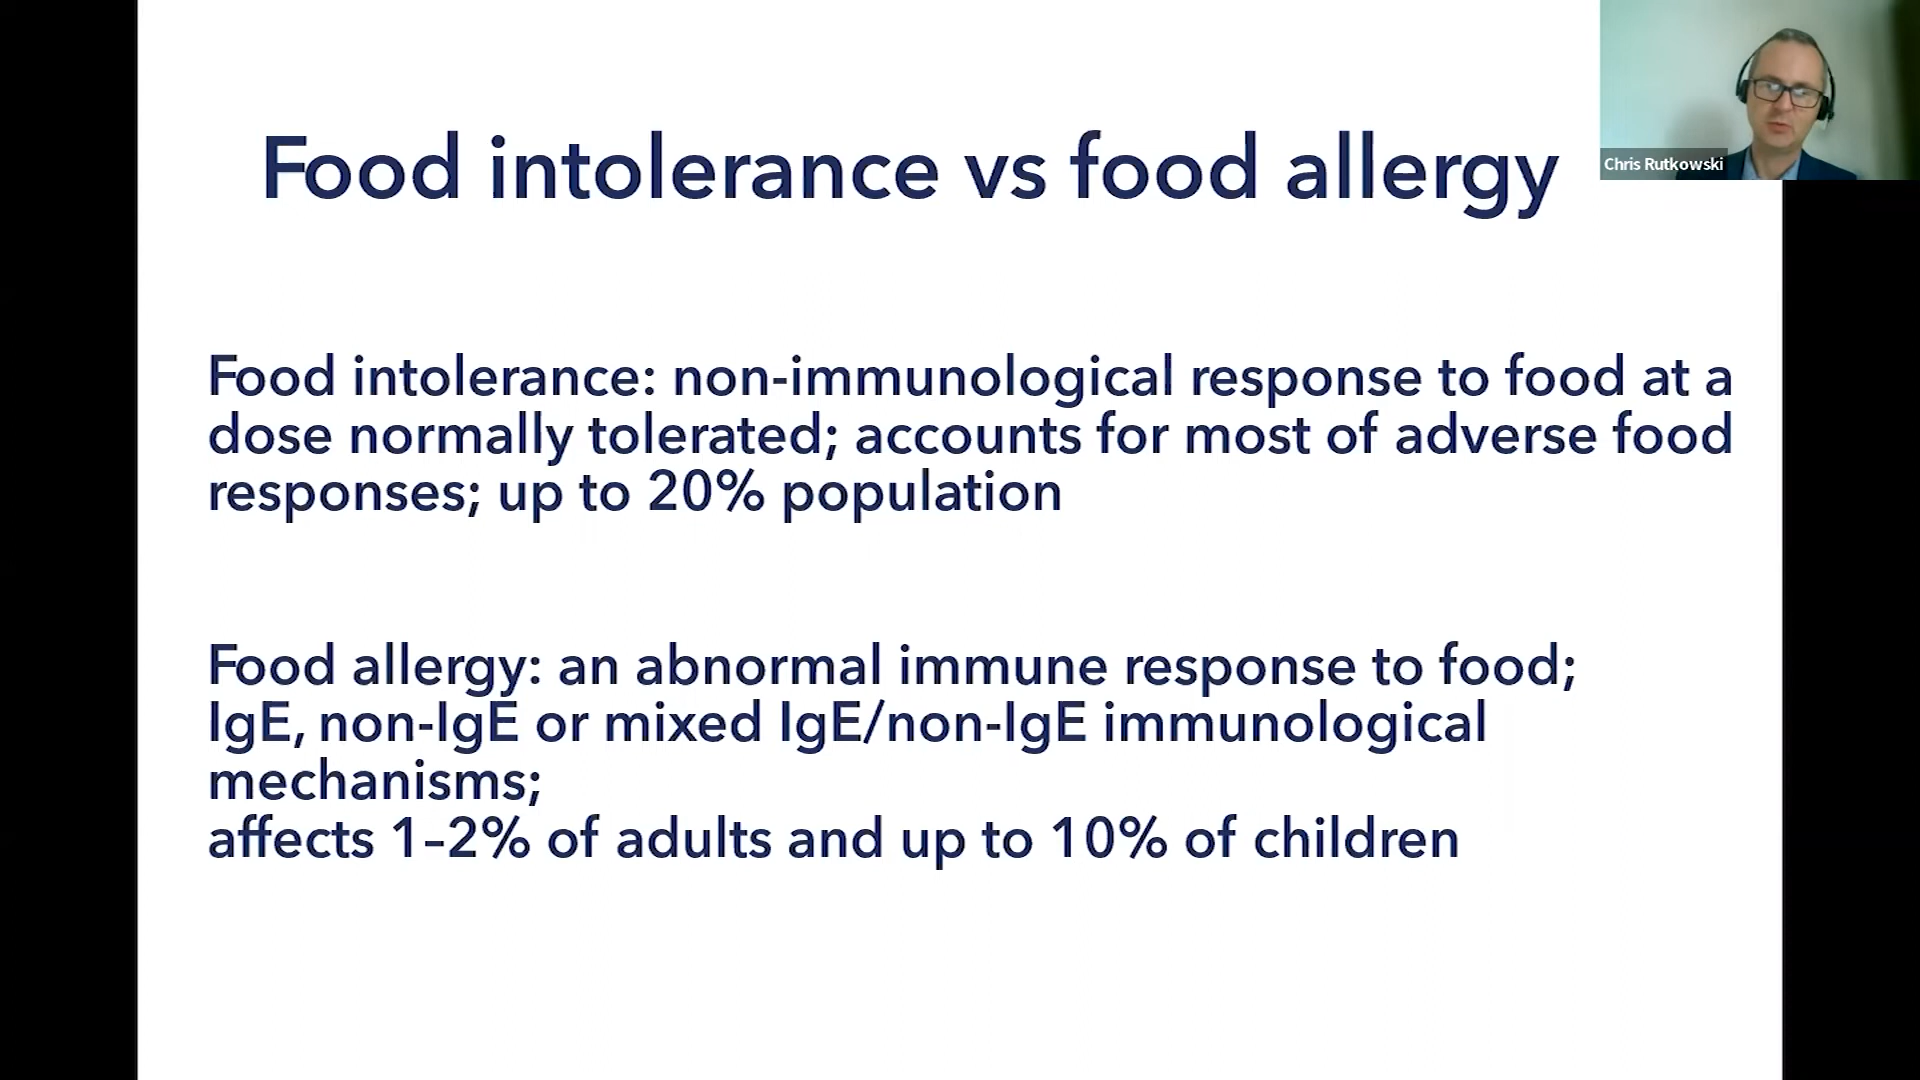 Food intolerance vs food allergy
Chris Rutkowski
Food intolerance: non-immunological response to food at a
dose normally tolerated; accounts for most of adverse food
responses; up to 20% population
Food allergy: an abnormal immune response to food;
IgE, non-IgE or mixed IgE/non-IgE immunological
mechanisms;
affects 1–2% of adults and up to 10% of children